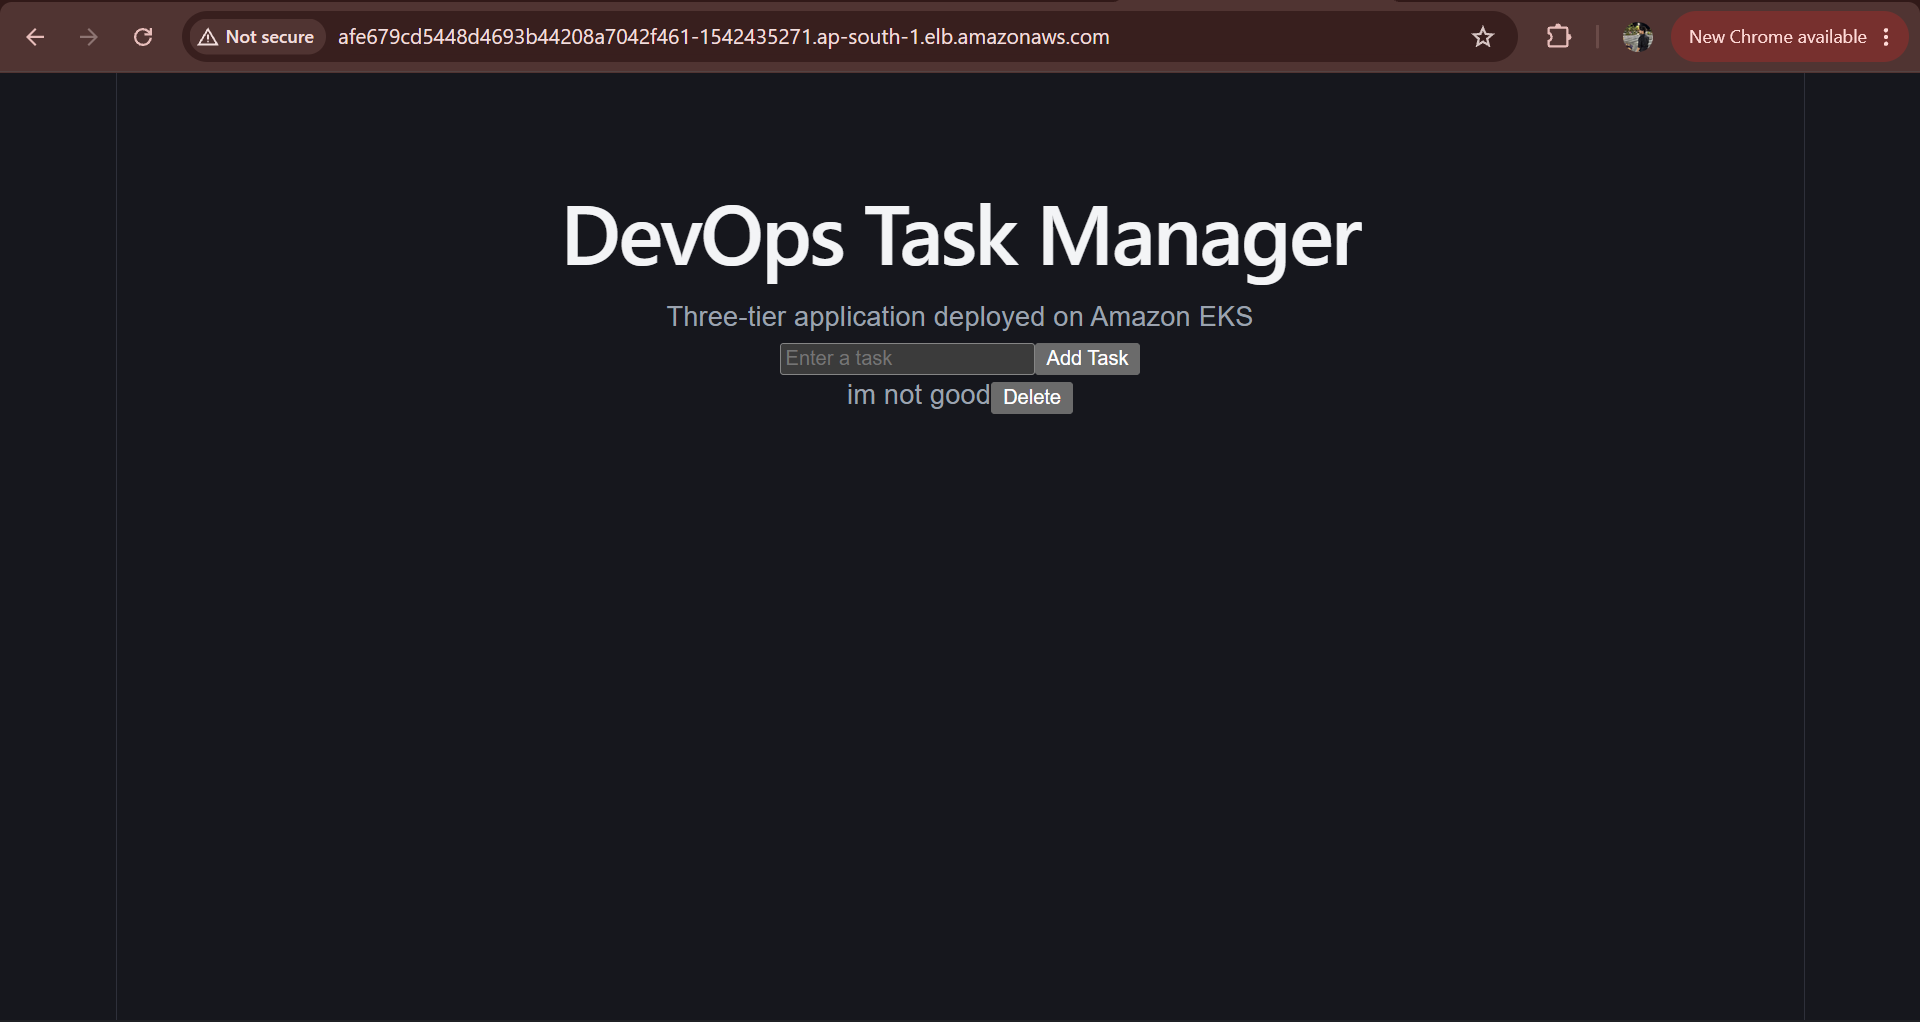 Not secure afe679cd5448d4693b44208a7042f461-1542435271.ap-south-1.elb.amazonaws.com New Chrome available
DevOps Task Manager
Three-tier application deployed on Amazon EKS
Enter a task Add Task
im not good Delete